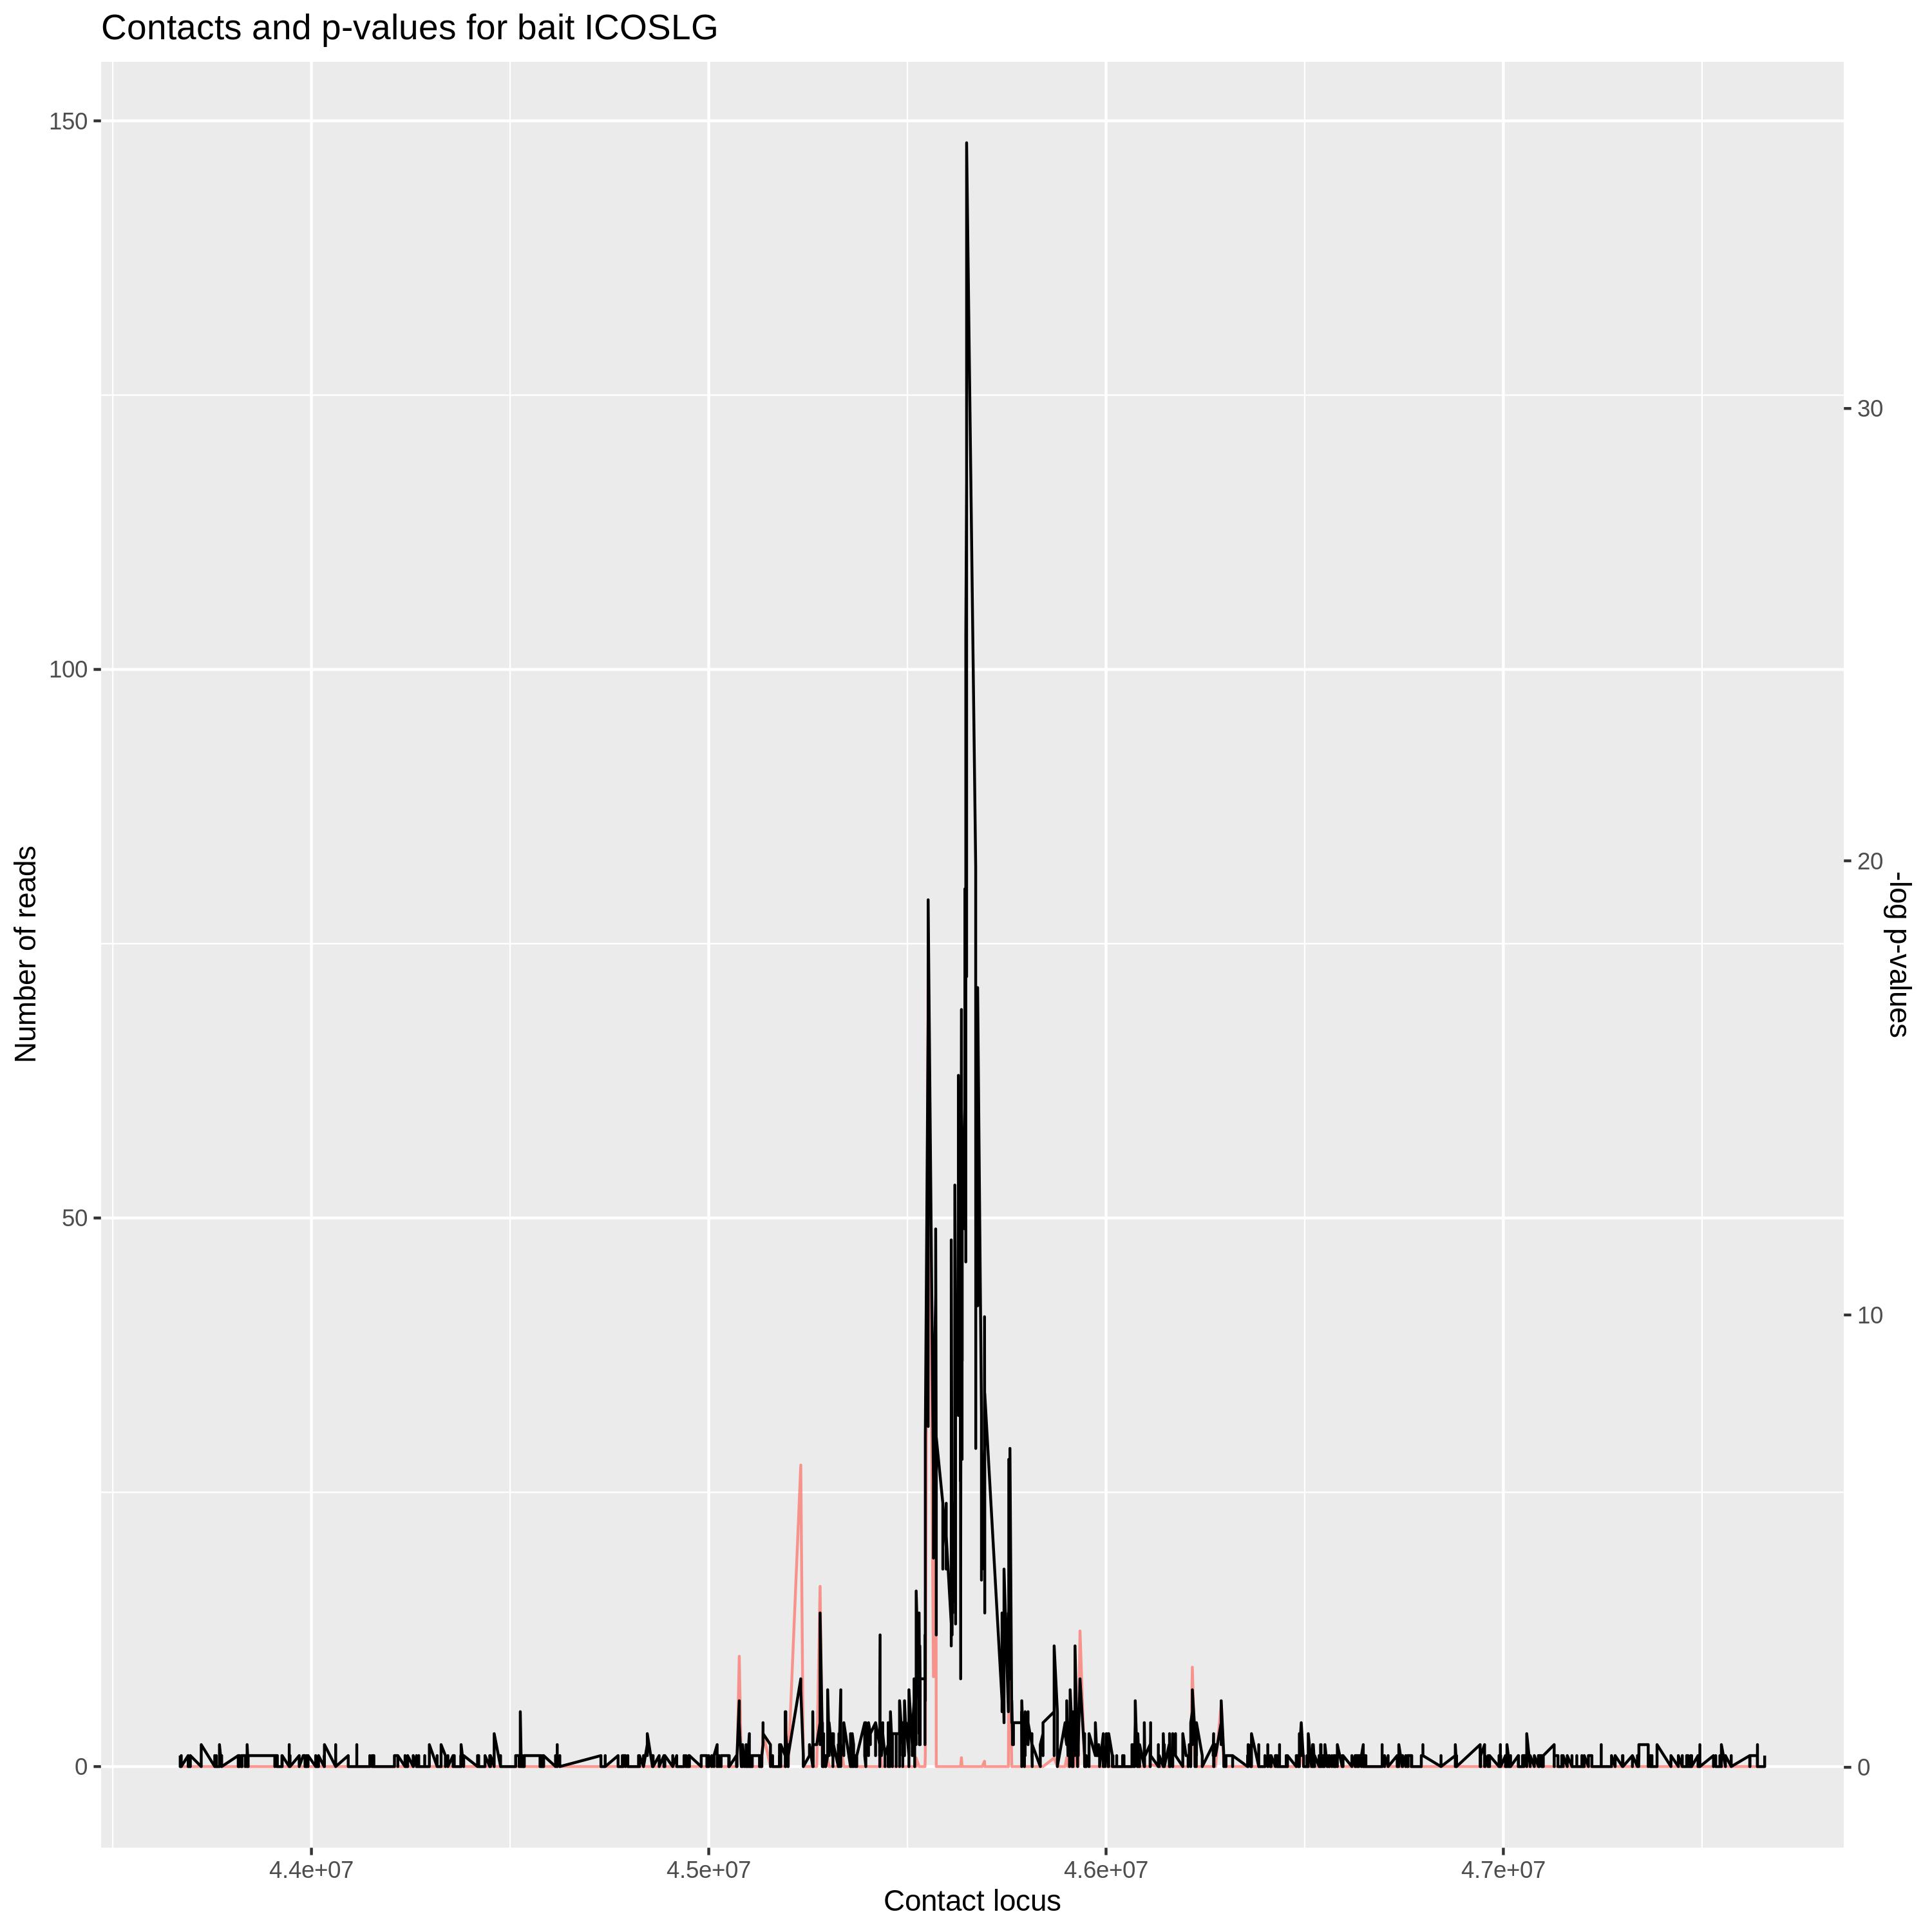 Contacts and p-values for bait ICOSLG
150
100
50
0
Number of reads
30
20
10
0
-log p-values
4.4e+07
4.5e+07
4.6e+07
4.7e+07
Contact locus